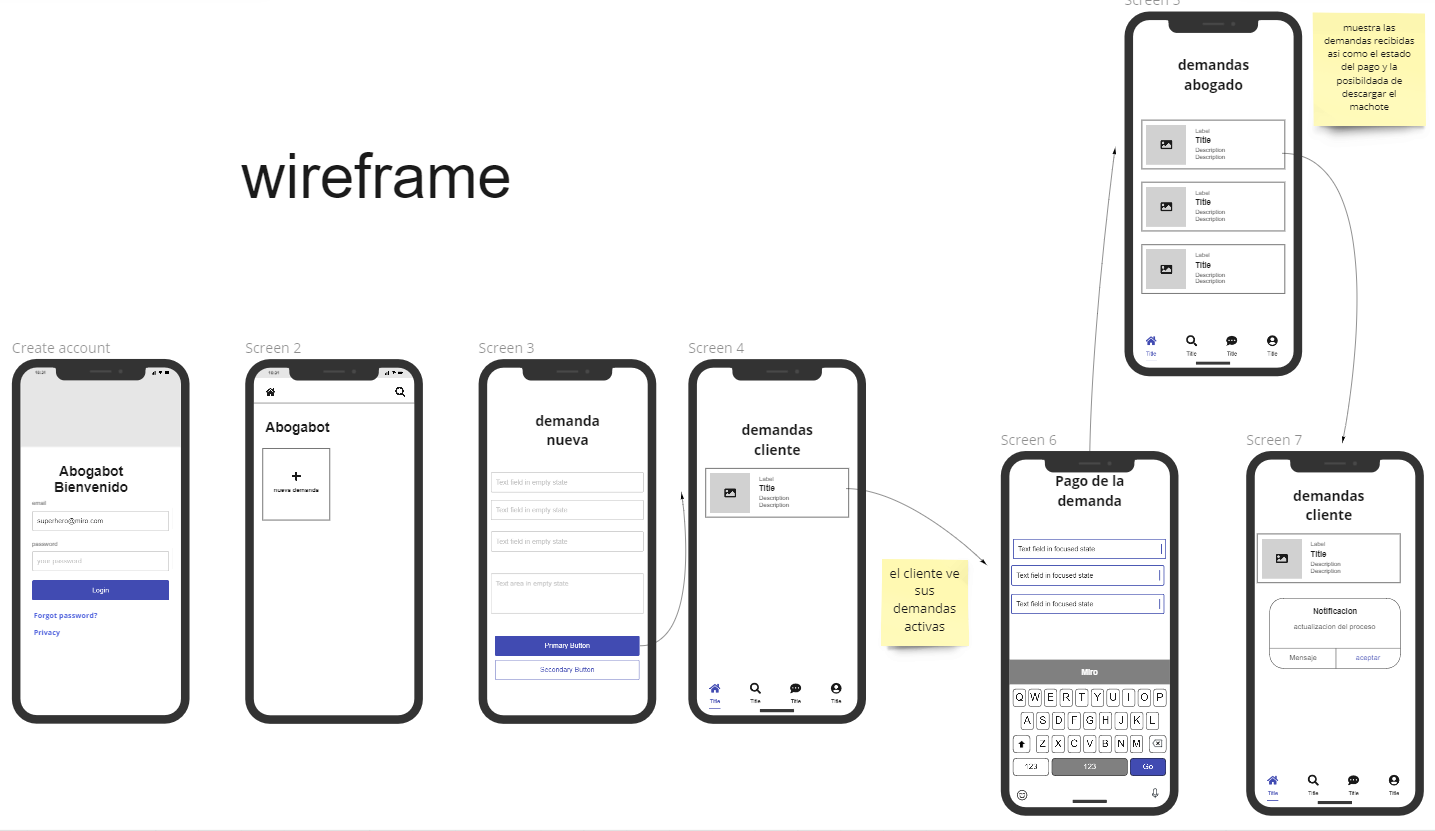 wireframe
Create account
10:21
Abogabot
Bienvenido
email
superhero@miro.com
password
your password
Login
Forgot password?
Privacy
Screen 2
10:21
Abogabot
nueva demanda
Screen 3
demanda
nueva
Text field in empty state
Text field in empty state
Text field in empty state
Text area in empty state
Primary Button
Secondary Button
Screen 4
demandas
cliente
Label
Title
Description
Description
Title
Title
Title
Title
el cliente ve
sus
demandas
activas
Screen 5
demandas
abogado
Label
Title
Description
Description
Label
Title
Description
Description
Label
Title
Description
Description
Title
Title
Title
Title
muestra las
demandas recibidas
asi como el estado
del pago y la
posibildada de
descargar el
machote
Screen 6
Pago de la
demanda
Text field in focused state
Text field in focused state
Text field in focused state
Miro
Q W E R T Y U I O P
A S D F G H J K L
Z X C V B N M
123 123 Go
Screen 7
demandas
cliente
Label
Title
Description
Description
Notificacion
actualizacion del proceso
Mensaje aceptar
Title
Title
Title
Title